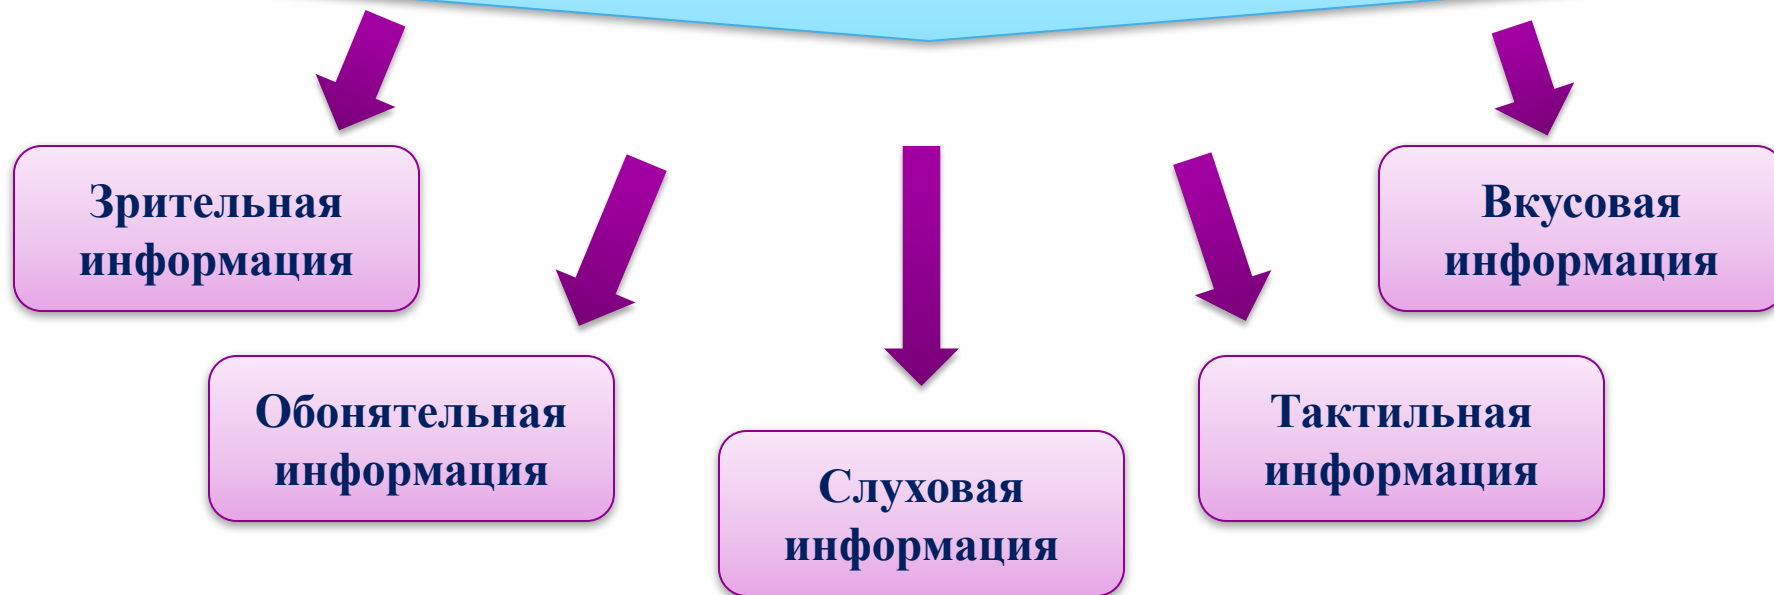 Зрительная
информация
Вкусовая
информация
Обонятельная
информация
Тактильная
информация
Слуховая
информация